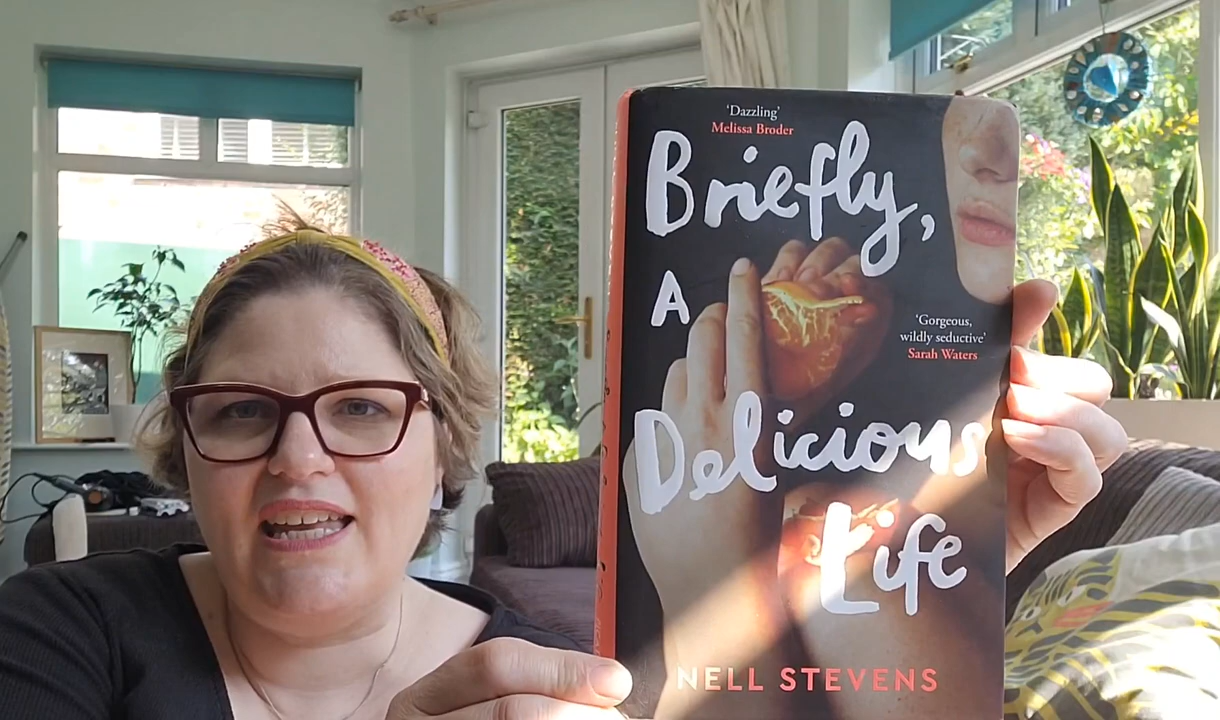 'Dazzling'
Melissa Broder
Briefly,
A
'Gorgeous,
wildly seductive'
Sarah Waters
Delicious
Life
NELL STEVENS